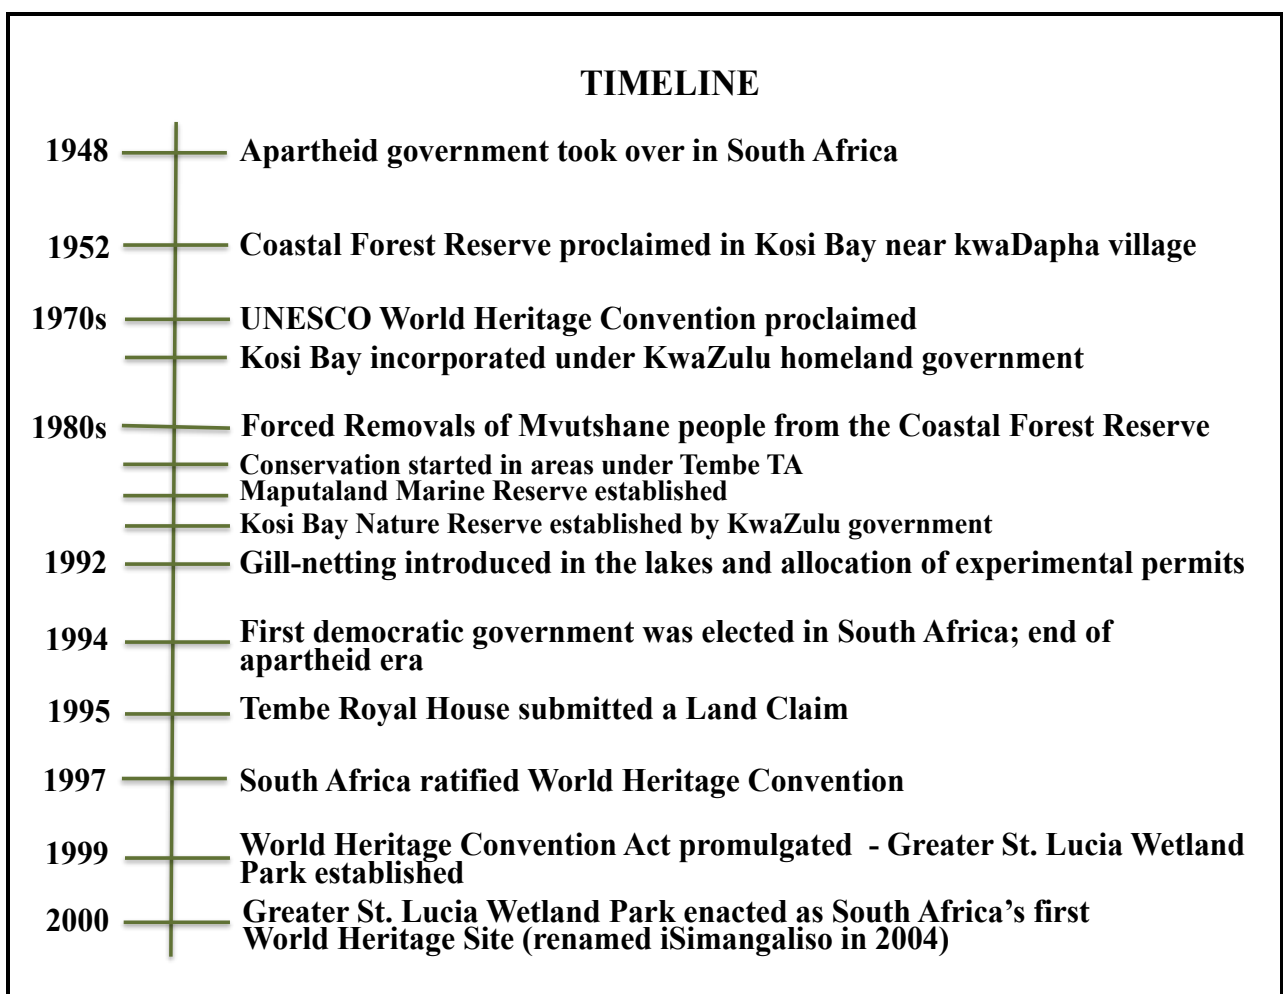 TIMELINE
1948 Apartheid government took over in South Africa
1952 Coastal Forest Reserve proclaimed in Kosi Bay near kwaDapha village
1970s UNESCO World Heritage Convention proclaimed
Kosi Bay incorporated under KwaZulu homeland government
1980s Forced Removals of Mvutshane people from the Coastal Forest Reserve
Conservation started in areas under Tembe TA
Maputaland Marine Reserve established
Kosi Bay Nature Reserve established by KwaZulu government
1992 Gill-netting introduced in the lakes and allocation of experimental permits
1994 First democratic government was elected in South Africa; end of
apartheid era
1995 Tembe Royal House submitted a Land Claim
1997 South Africa ratified World Heritage Convention
1999 World Heritage Convention Act promulgated - Greater St. Lucia Wetland
Park established
2000 Greater St. Lucia Wetland Park enacted as South Africa’s first
World Heritage Site (renamed iSimangaliso in 2004)